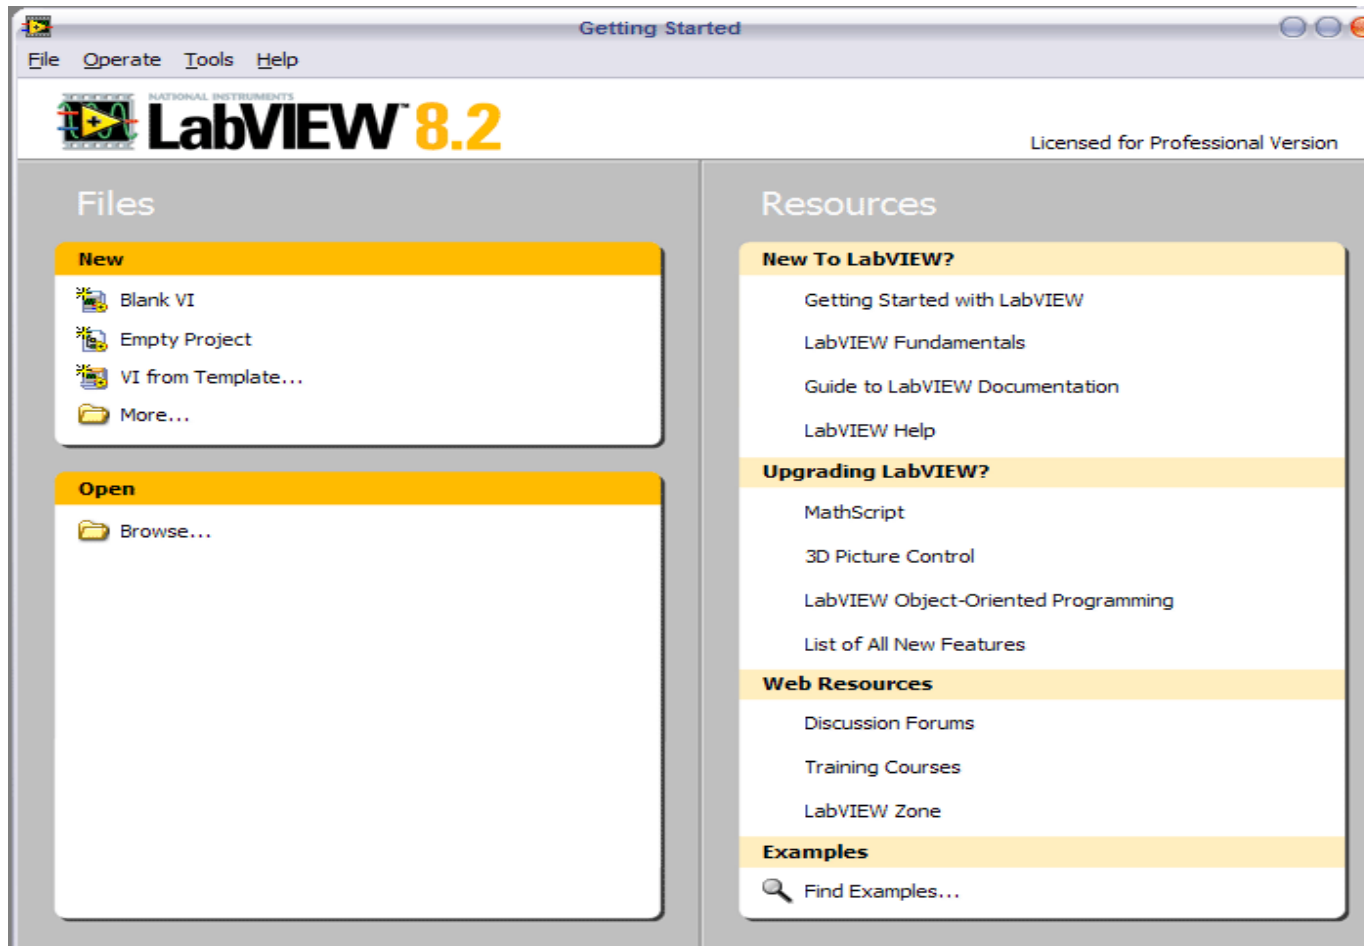 Getting Started
File Operate Tools Help
NATIONAL INSTRUMENTS
LabVIEW™ 8.2
Licensed for Professional Version
Files
New
Blank VI
Empty Project
VI from Template...
More...
Open
Browse...
Resources
New To LabVIEW?
Getting Started with LabVIEW
LabVIEW Fundamentals
Guide to LabVIEW Documentation
LabVIEW Help
Upgrading LabVIEW?
MathScript
3D Picture Control
LabVIEW Object-Oriented Programming
List of All New Features
Web Resources
Discussion Forums
Training Courses
LabVIEW Zone
Examples
Find Examples...